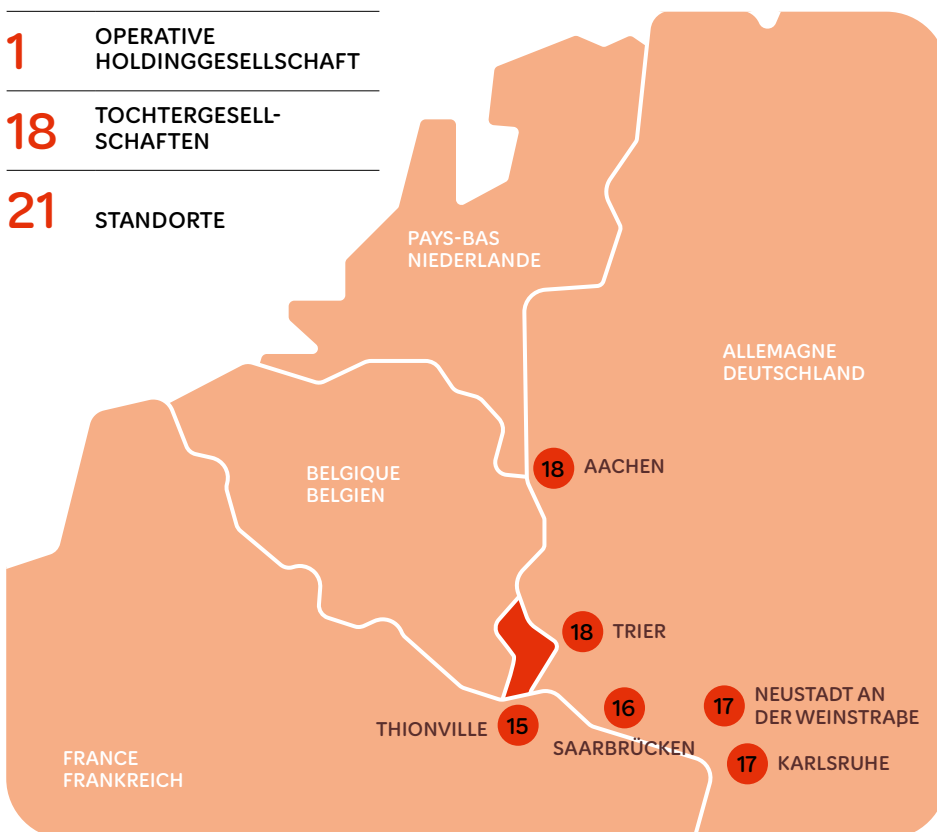 1
OPERATIVE
HOLDINGGESELLSCHAFT
18
TOCHTERGESELL-
SCHAFTEN
21
STANDORTE
PAYS-BAS
NIEDERLANDE
ALLEMAGNE
DEUTSCHLAND
BELGIQUE
BELGIEN
18 AACHEN
18 TRIER
17 NEUSTADT AN
DER WEINSTRAßE
THIONVILLE 15
16
SAARBRÜCKEN
17 KARLSRUHE
FRANCE
FRANKREICH